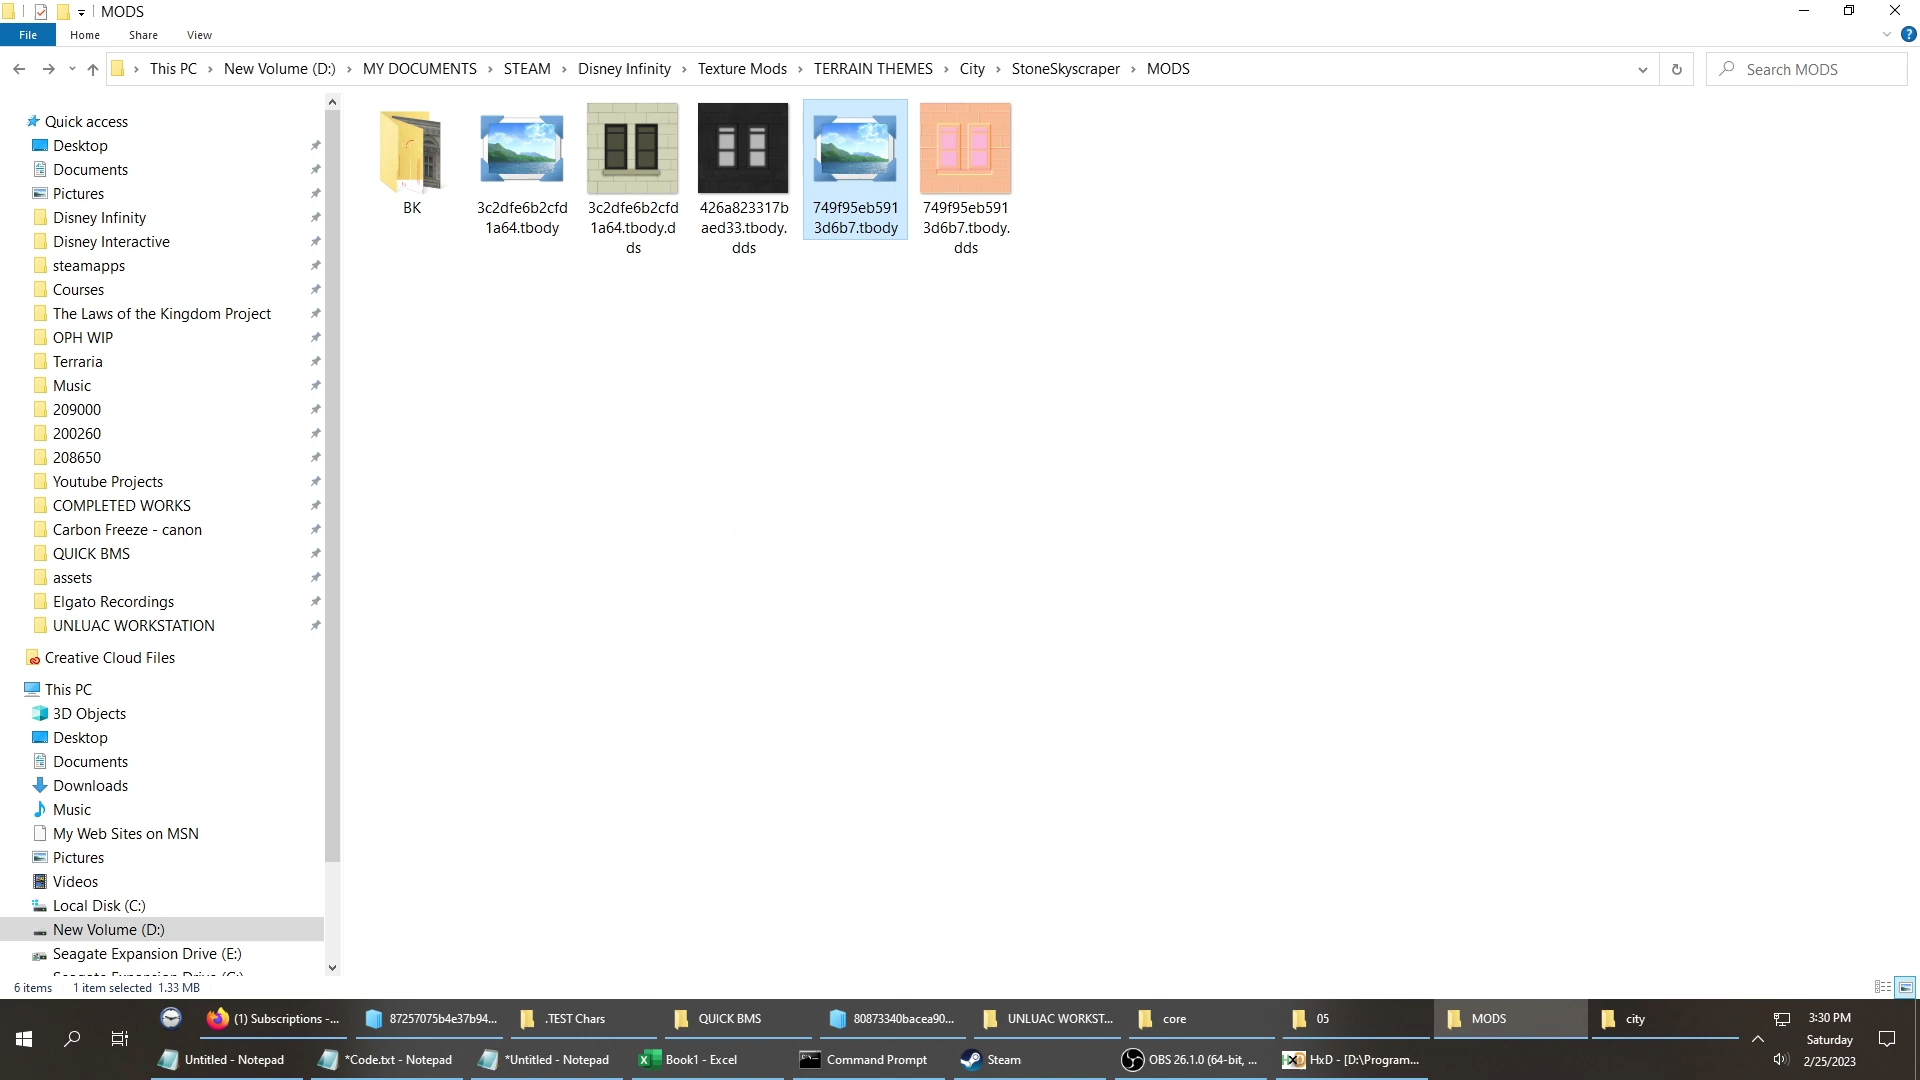 MODS
File
Home
Share
View
This PC
New Volume (D:)
MY DOCUMENTS
STEAM
Disney Infinity
Texture Mods
TERRAIN THEMES
City
StoneSkyscraper
MODS
Search MODS
Quick access
Desktop
Documents
Pictures
Disney Infinity
Disney Interactive
steamapps
Courses
The Laws of the Kingdom Project
OPH WIP
Terraria
Music
209000
200260
208650
Youtube Projects
COMPLETED WORKS
Carbon Freeze - canon
QUICK BMS
assets
Elgato Recordings
UNLUAC WORKSTATION
Creative Cloud Files
This PC
3D Objects
Desktop
Documents
Downloads
Music
My Web Sites on MSN
Pictures
Videos
Local Disk (C:)
New Volume (D:)
Seagate Expansion Drive (E:)
BK
3c2dfe6b2cfd
1a64.tbody
3c2dfe6b2cfd
1a64.tbody.d
ds
426a823317b
aed33.tbody.
dds
749f95eb591
3d6b7.tbody
749f95eb591
3d6b7.tbody.
dds
6 items
1 item selected 1.33 MB
(1) Subscriptions -...
87257075b4e37b94...
.TEST Chars
QUICK BMS
80873340bacea90...
UNLUAC WORKST...
core
05
MODS
city
Untitled - Notepad
*Code.txt - Notepad
*Untitled - Notepad
Book1 - Excel
Command Prompt
Steam
OBS 26.1.0 (64-bit, ...
HxD - [D:\Program...
3:30 PM
Saturday
2/25/2023